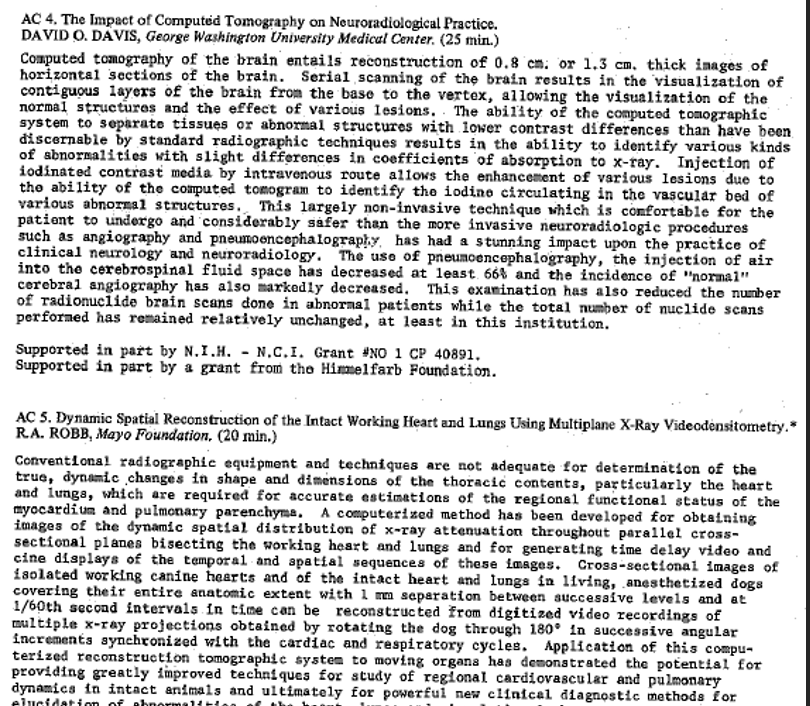 AC 4. The Impact of Computed Tomography on Neuroradiological Practice.
DAVID O. DAVIS, George Washington University Medical Center. (25 min.)
Computed tomography of the brain entails reconstruction of 0.8 cm. or 1.3 cm. thick images of
horizontal sections of the brain. Serial scanning of the brain results in the visualization of
contiguous layers of the brain from the base to the vertex, allowing the visualization of the
normal structures and the effect of various lesions. The ability of the computed tomographic
system to separate tissues or abnormal structures with lower contrast differences than have been
discernable by standard radiographic techniques results in the ability to identify various kinds
of abnormalities with slight differences in coefficients of absorption to x-ray. Injection of
iodinated contrast media by intravenous route allows the enhancement of various lesions due to
the ability of the computed tomogram to identify the iodine circulating in the vascular bed of
various abnormal structures. This largely non-invasive technique which is comfortable for the
patient to undergo and considerably safer than the more invasive neuroradiologic procedures
such as angiography and pneumoencephalography has had a stunning impact upon the practice of
clinical neurology and neuroradiology. The use of pneumoencephalography, the injection of air
into the cerebrospinal fluid space has decreased at least 66% and the incidence of "normal"
cerebral angiography has also markedly decreased. This examination has also reduced the number
of radionuclide brain scans done in abnormal patients while the total number of nuclide scans
performed has remained relatively unchanged, at least in this institution.
Supported in part by N.I.H. - N.C.I. Grant #NO 1 CP 40891.
Supported in part by a grant from the Himmelfarb Foundation.
AC 5. Dynamic Spatial Reconstruction of the Intact Working Heart and Lungs Using Multiplane X-Ray Videodensitometry.*
R.A. ROBB, Mayo Foundation. (20 min.)
Conventional radiographic equipment and techniques are not adequate for determination of the
true, dynamic changes in shape and dimensions of the thoracic contents, particularly the heart
and lungs, which are required for accurate estimations of the regional functional status of the
myocardium and pulmonary parenchyma. A computerized method has been developed for obtaining
images of the dynamic spatial distribution of x-ray attenuation throughout parallel cross-
sectional planes bisecting the working heart and lungs and for generating time delay video and
cine displays of the temporal and spatial sequences of these images. Cross-sectional images of
isolated working canine hearts and of the intact heart and lungs in living, anesthetized dogs
covering their entire anatomic extent with 1 mm separation between successive levels and at
1/60th second intervals in time can be reconstructed from digitized video recordings of
multiple x-ray projections obtained by rotating the dog through 180° in successive angular
increments synchronized with the cardiac and respiratory cycles. Application of this compu-
terized reconstruction tomographic system to moving organs has demonstrated the potential for
providing greatly improved techniques for study of regional cardiovascular and pulmonary
dynamics in intact animals and ultimately for powerful new clinical diagnostic methods for
elucidation of abnormalities of the heart,